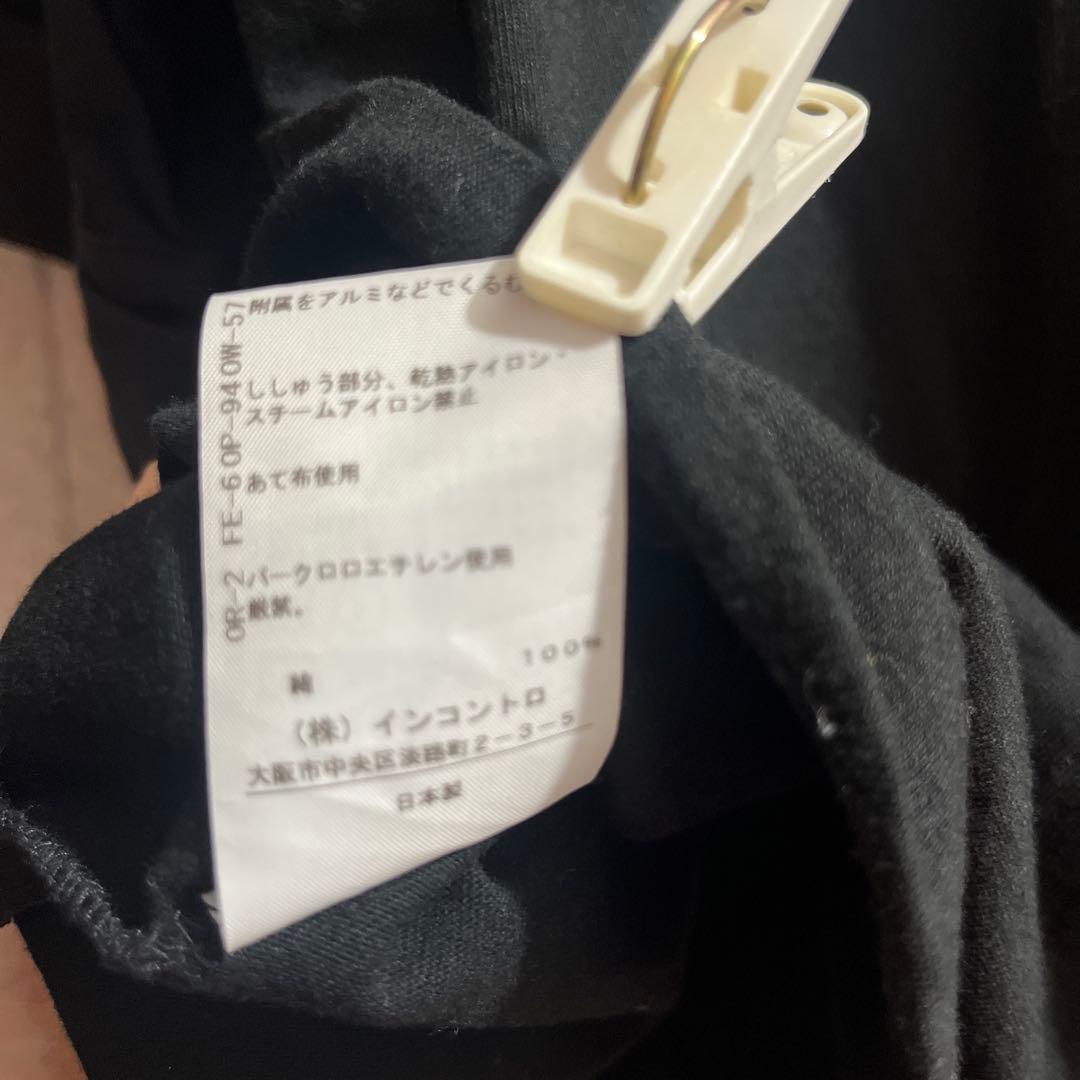 附属をアルミなどでくるむ
ししゅう部分、乾熱アイロン・
スチームアイロン禁止
あて布使用
パークロロエチレン使用
厳禁。
綿 100%
(株)インコントロ
大阪市中央区淡路町2-3-5
日本製
OR-2 FE-6 OP-94 OW-57